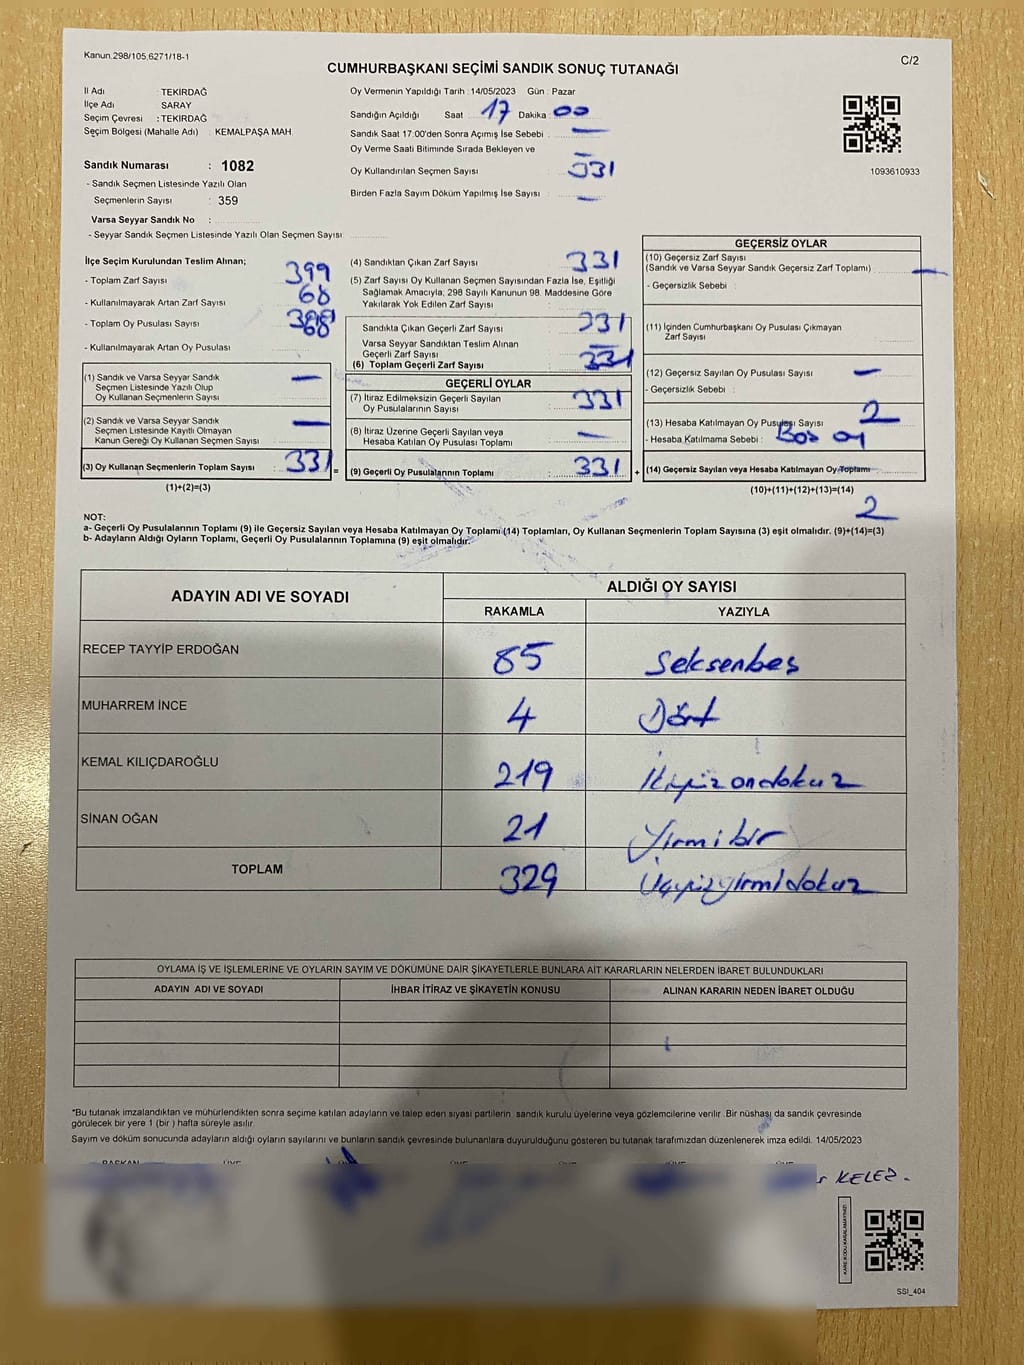 Kanun.298/105,6271/18-1
C/2
CUMHURBAŞKANI SEÇİMİ SANDIK SONUÇ TUTANAĞI
İl Adı : TEKİRDAĞ
İlçe Adı SARAY
Seçim Çevresi : TEKİRDAĞ
Seçim Bölgesi (Mahalle Adı) : KEMALPAŞA MAH.
Sandık Numarası : 1082
- Sandık Seçmen Listesinde Yazılı Olan
Seçmenlerin Sayısı : 359
Varsa Seyyar Sandık No :
- Seyyar Sandık Seçmen Listesinde Yazılı Olan Seçmen Sayısı:
Oy Vermenin Yapıldığı Tarih : 14/05/2023 Gün : Pazar
Sandığın Açıldığı Saat 17 Dakika 00
Sandık Saat 17:00'den Sonra Açımış İse Sebebi : —
Oy Verme Saati Bitiminde Sırada Bekleyen ve —
Oy Kullandırılan Seçmen Sayısı 331
Birden Fazla Sayım Döküm Yapılmış İse Sayısı : —
1093610933
İlçe Seçim Kurulundan Teslim Alınan;
- Toplam Zarf Sayısı 399
- Kullanılmayarak Artan Zarf Sayısı 68
- Toplam Oy Pusulası Sayısı
- Kullanılmayarak Artan Oy Pusulası 68
(1) Sandık ve Varsa Seyyar Sandık —
Seçmen Listesinde Yazılı Olup
Oy Kullanan Seçmenlerin Sayısı
(2) Sandık ve Varsa Seyyar Sandık —
Seçmen Listesinde Kayıtlı Olmayan
Kanun Gereği Oy Kullanan Seçmen Sayısı
(3) Oy Kullanan Seçmenlerin Toplam Sayısı : 331 =
(1)+(2)=(3)
(4) Sandıktan Çıkan Zarf Sayısı : 331
(5) Zarf Sayısı Oy Kullanan Seçmen Sayısından Fazla İse, Eşitliği
Sağlamak Amacıyla, 298 Sayılı Kanunun 98. Maddesine Göre
Yakılarak Yok Edilen Zarf Sayısı :
Sandıkta Çıkan Geçerli Zarf Sayısı 331
Varsa Seyyar Sandıktan Teslim Alınan —
Geçerli Zarf Sayısı
(6) Toplam Geçerli Zarf Sayısı 331
GEÇERLİ OYLAR
(7) İtiraz Edilmeksizin Geçerli Sayılan 331
Oy Pusulalarının Sayısı
(8) İtiraz Üzerine Geçerli Sayılan veya —
Hesaba Katılan Oy Pusulası Toplamı
(9) Geçerli Oy Pusulalarının Toplamı : 331 +
GEÇERSİZ OYLAR
(10) Geçersiz Zarf Sayısı
(Sandık ve Varsa Seyyar Sandık Geçersiz Zarf Toplamı) —
- Geçersizlik Sebebi :
(11) İçinden Cumhurbaşkanı Oy Pusulası Çıkmayan
Zarf Sayısı
(12) Geçersiz Sayılan Oy Pusulası Sayısı —
- Geçersizlik Sebebi :
(13) Hesaba Katılmayan Oy Pusulası Sayısı 2
- Hesaba Katılmama Sebebi : Boş oy
(14) Geçersiz Sayılan veya Hesaba Katılmayan Oy Toplamı
(10)+(11)+(12)+(13)=(14)
2
NOT:
a- Geçerli Oy Pusulalarının Toplamı (9) ile Geçersiz Sayılan veya Hesaba Katılmayan Oy Toplamı (14) Toplamları, Oy Kullanan Seçmenlerin Toplam Sayısına (3) eşit olmalıdır. (9)+(14)=(3)
b- Adayların Aldığı Oyların Toplamı, Geçerli Oy Pusulalarının Toplamına (9) eşit olmalıdır.
ADAYIN ADI VE SOYADI ALDIĞI OY SAYISI
RAKAMLA YAZIYLA
RECEP TAYYİP ERDOĞAN 85 Seksenbeş
MUHARREM İNCE 4 Dört
KEMAL KILIÇDAROĞLU 219 İkiyüzondokuz
SİNAN OĞAN 21 Yirmibir
TOPLAM 329 Üçyüzyirmidokuz
OYLAMA İŞ VE İŞLEMLERİNE VE OYLARIN SAYIM VE DÖKÜMÜNE DAİR ŞİKAYETLERLE BUNLARA AİT KARARLARIN NELERDEN İBARET BULUNDUKLARI
ADAYIN ADI VE SOYADI İHBAR İTİRAZ VE ŞİKAYETİN KONUSU ALINAN KARARIN NEDEN İBARET OLDUĞU
*Bu tutanak imzalandıktan ve mühürlendikten sonra seçime katılan adayların ve talep eden siyasi partilerin sandık kurulu üyelerine veya gözlemcilerine verilir. Bir nüshası da sandık çevresinde
görülecek bir yere 1 (bir) hafta süreyle asılır.
Sayım ve döküm sonucunda adayların aldığı oyların sayılarını ve bunların sandık çevresinde bulunanlara duyurulduğunu gösteren bu tutanak tarafımızdan düzenlenerek imza edildi. 14/05/2023
BAŞKAN ÜYE ÜYE ÜYE ÜYE ÜYE ÜYE
KELEZ.
KARE KODU KARALAMAYINIZ!
SSI_404